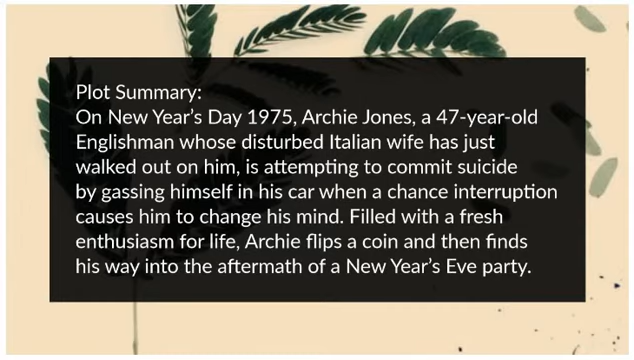 Plot Summary:
On New Year’s Day 1975, Archie Jones, a 47-year-old
Englishman whose disturbed Italian wife has just
walked out on him, is attempting to commit suicide
by gassing himself in his car when a chance interruption
causes him to change his mind. Filled with a fresh
enthusiasm for life, Archie flips a coin and then finds
his way into the aftermath of a New Year’s Eve party.